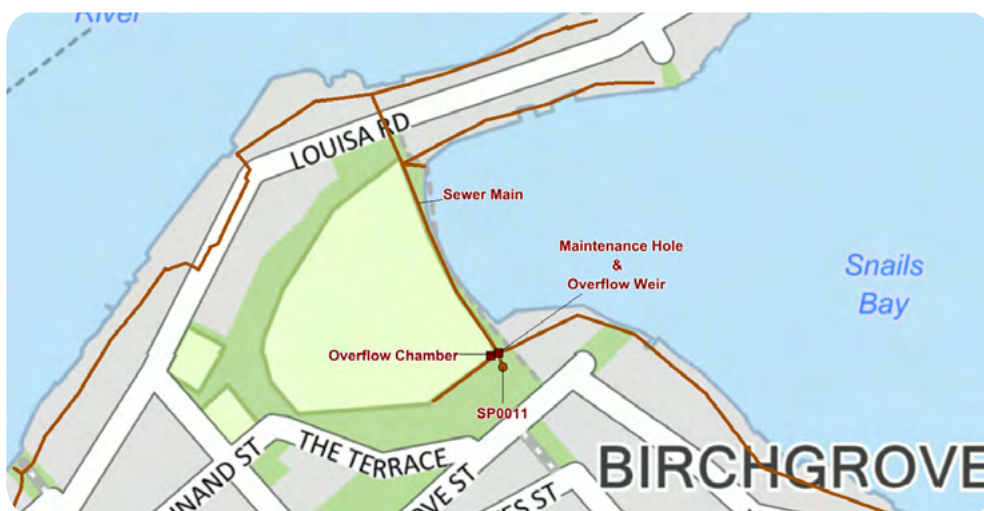 River
LOUISA RD
Sewer Main
Maintenance Hole
&
Overflow Weir
Snails
Bay
Overflow Chamber
SP0011
THE TERRACE
BIRCHGROVE